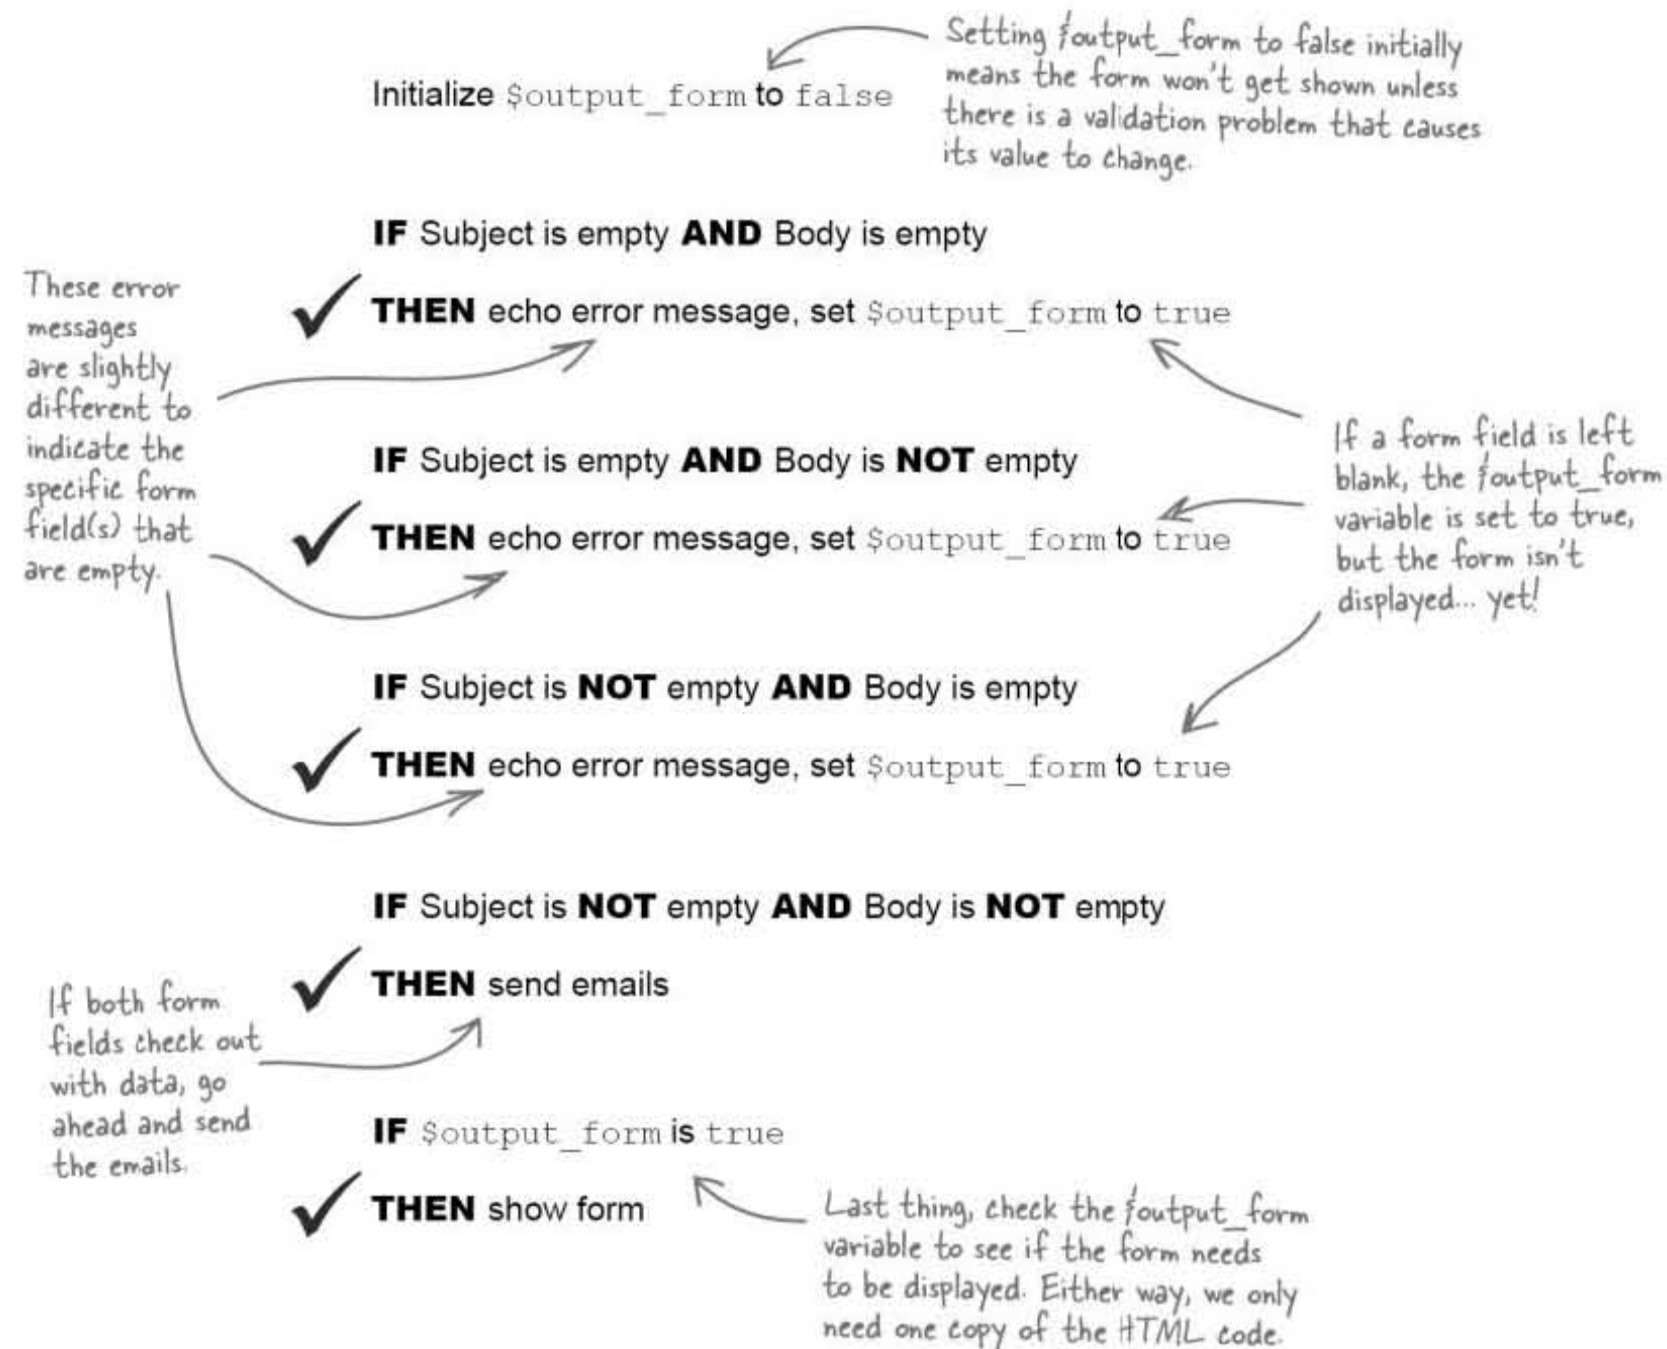 Setting $output_form to false initially
means the form won't get shown unless
there is a validation problem that causes
its value to change.
Initialize $output_form to false
IF Subject is empty AND Body is empty
THEN echo error message, set $output_form to true
These error
messages
are slightly
different to
indicate the
specific form
field(s) that
are empty.
IF Subject is empty AND Body is NOT empty
THEN echo error message, set $output_form to true
If a form field is left
blank, the $output_form
variable is set to true,
but the form isn't
displayed... yet!
IF Subject is NOT empty AND Body is empty
THEN echo error message, set $output_form to true
IF Subject is NOT empty AND Body is NOT empty
THEN send emails
If both form
fields check out
with data, go
ahead and send
the emails.
IF $output_form is true
THEN show form
Last thing, check the $output_form
variable to see if the form needs
to be displayed. Either way, we only
need one copy of the HTML code.